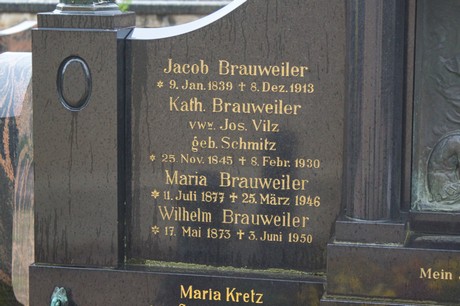 Jacob Brauweiler
* 9. Jan. 1839 ✝ 8. Dez. 1913
Kath. Brauweiler
vww. Jos. Vilz
geb. Schmitz
* 25. Nov. 1845 ✝ 8. Febr. 1930
Maria Brauweiler
* 11. Juli 1877 ✝ 25. März 1946
Wilhelm Brauweiler
* 17. Mai 1873 ✝ 3. Juni 1950
Maria Kretz
Mein